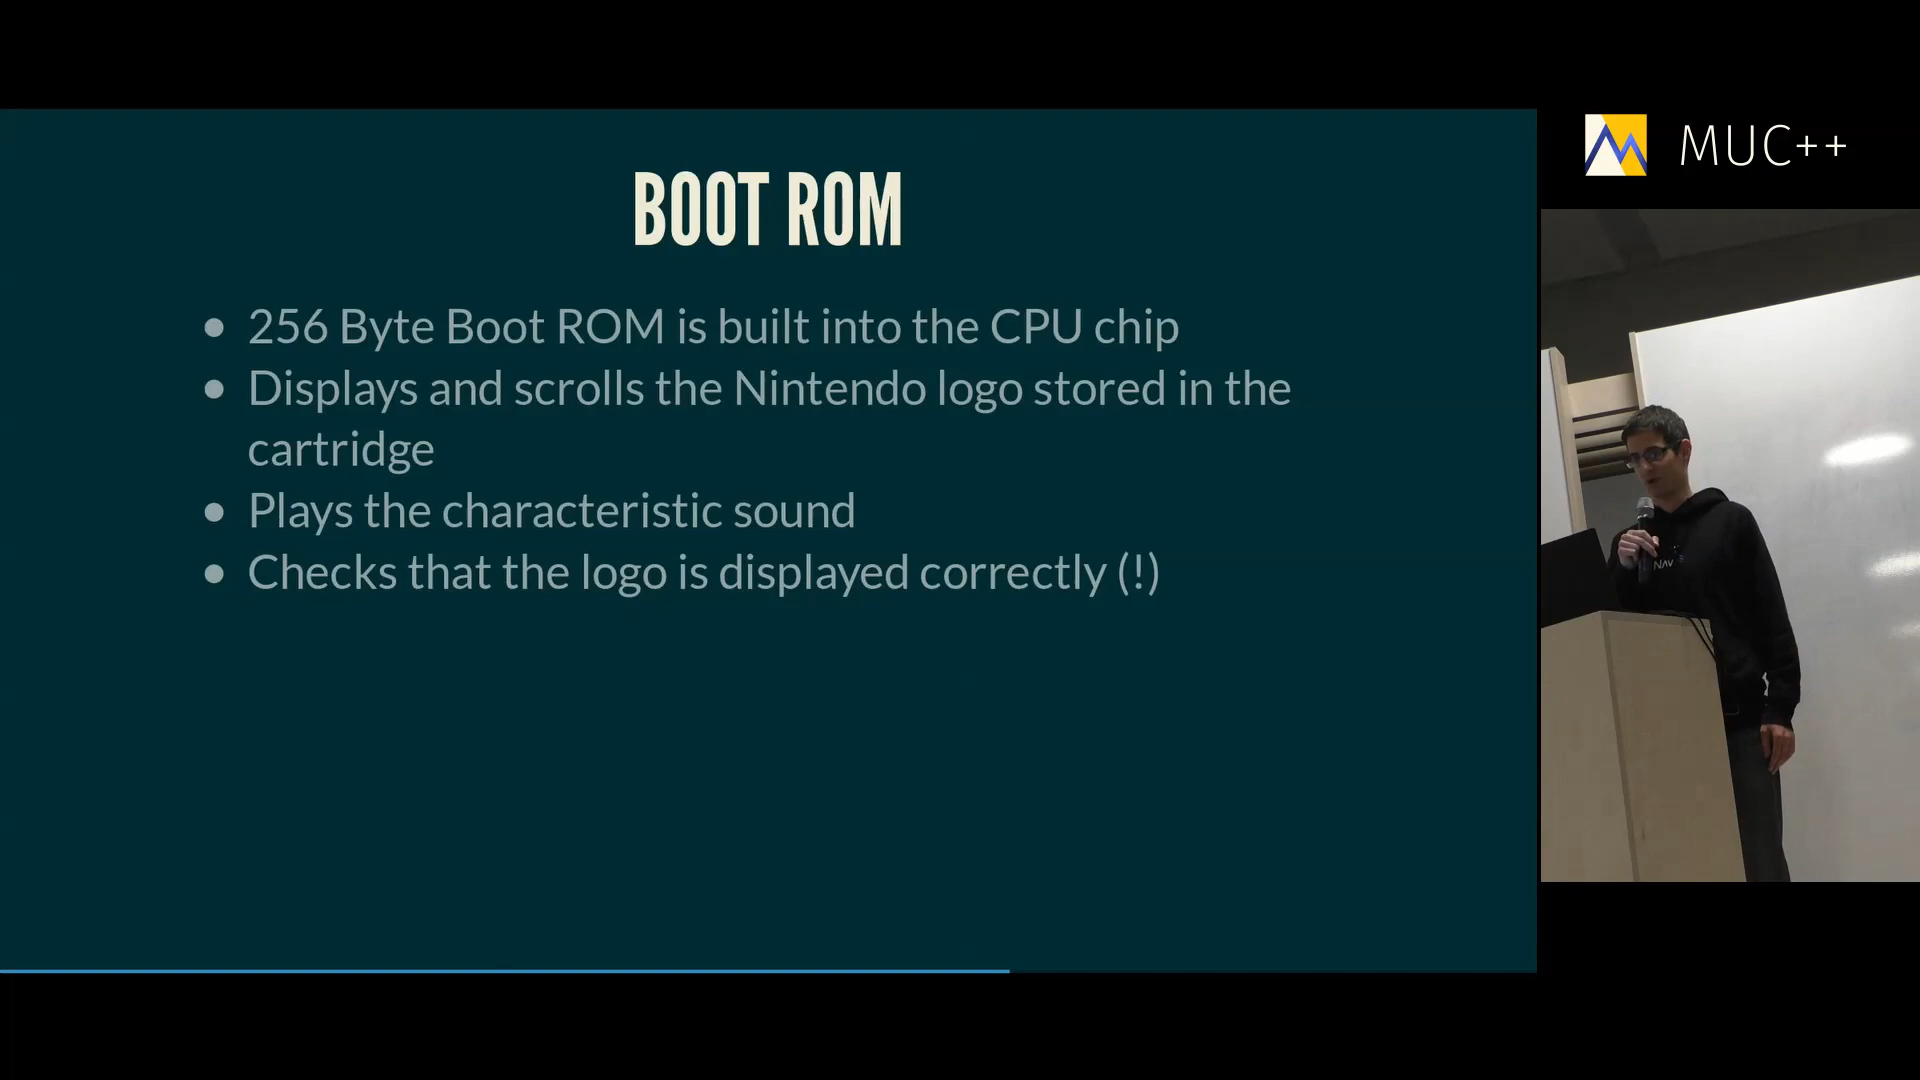 BOOT ROM
● 256 Byte Boot ROM is built into the CPU chip
● Displays and scrolls the Nintendo logo stored in the
cartridge
● Plays the characteristic sound
● Checks that the logo is displayed correctly (!)
MUC++